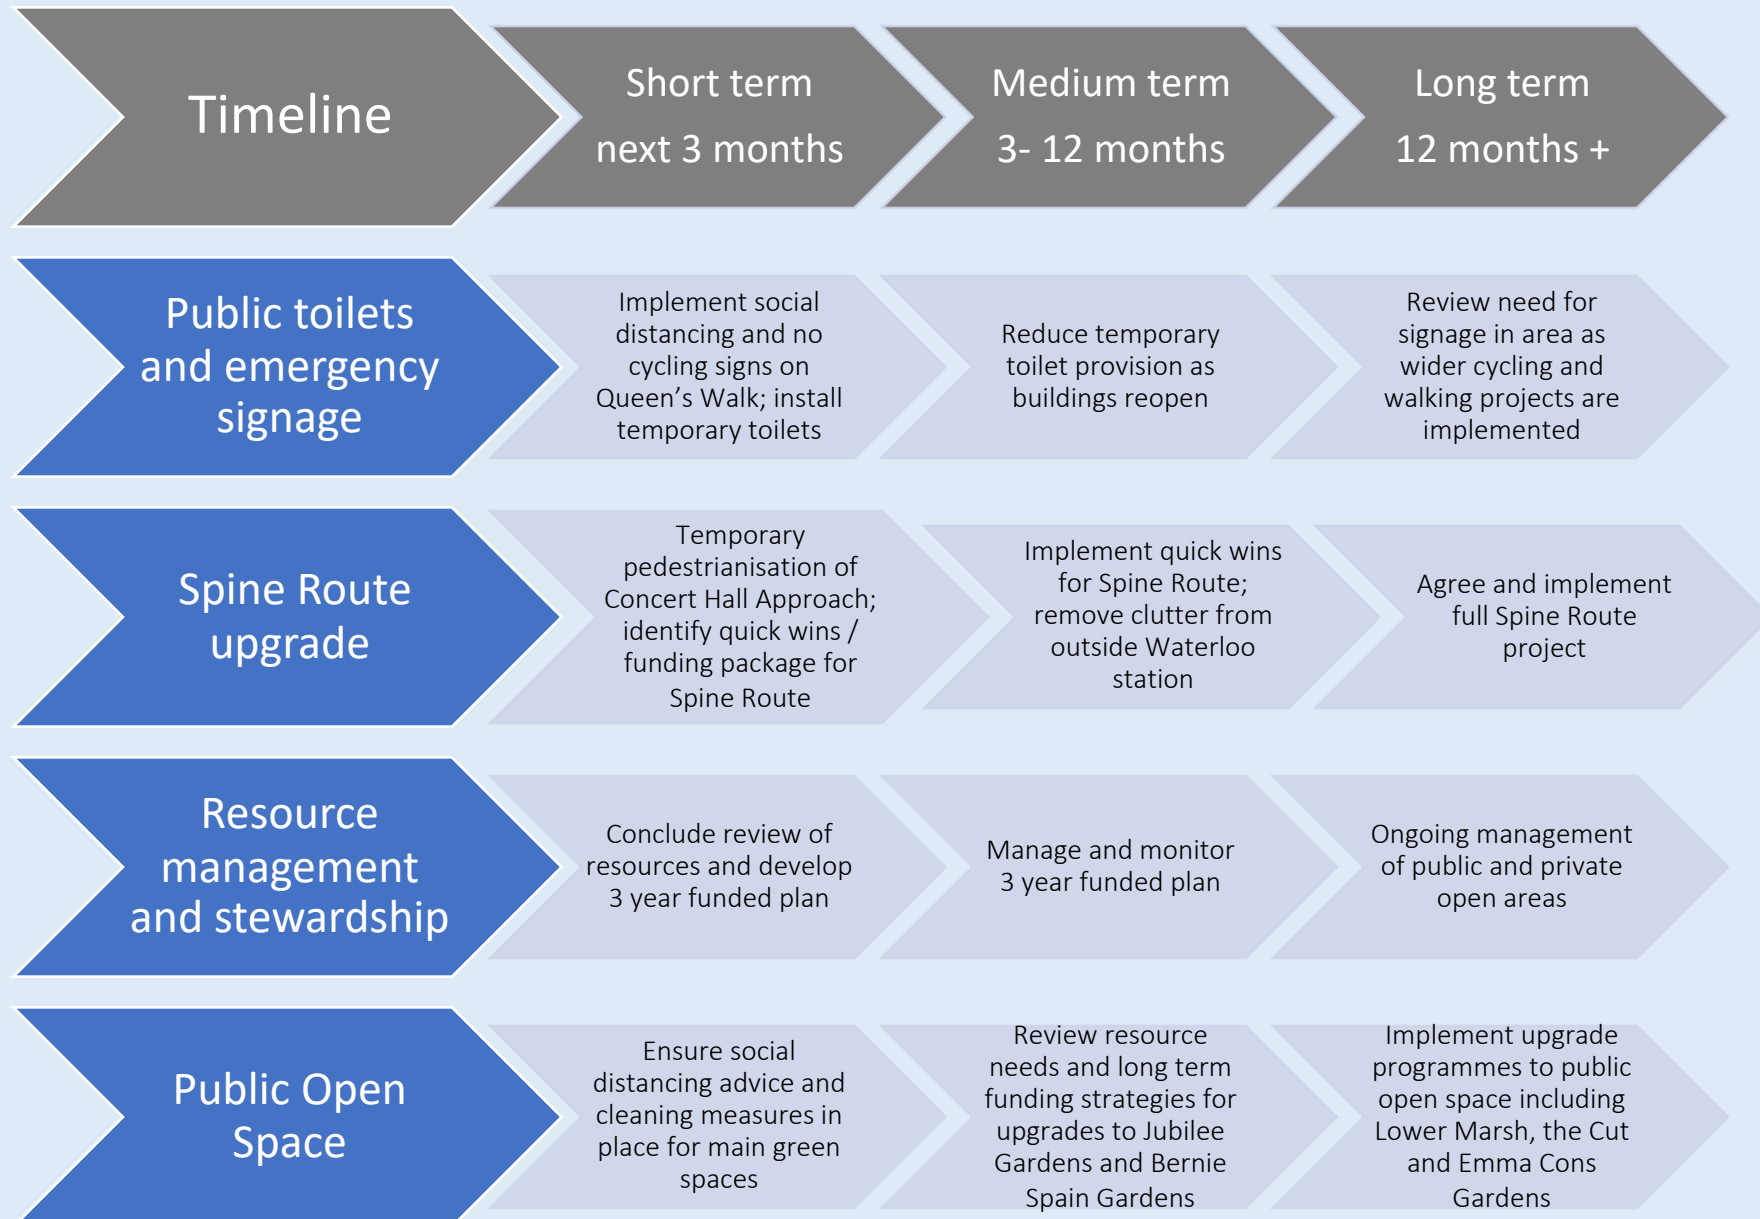 Timeline
Short term
next 3 months
Medium term
3- 12 months
Long term
12 months +
Public toilets
and emergency
signage
Implement social
distancing and no
cycling signs on
Queen’s Walk; install
temporary toilets
Reduce temporary
toilet provision as
buildings reopen
Review need for
signage in area as
wider cycling and
walking projects are
implemented
Spine Route
upgrade
Temporary
pedestrianisation of
Concert Hall Approach;
identify quick wins /
funding package for
Spine Route
Implement quick wins
for Spine Route;
remove clutter from
outside Waterloo
station
Agree and implement
full Spine Route
project
Resource
management
and stewardship
Conclude review of
resources and develop
3 year funded plan
Manage and monitor
3 year funded plan
Ongoing management
of public and private
open areas
Public Open
Space
Ensure social
distancing advice and
cleaning measures in
place for main green
spaces
Review resource
needs and long term
funding strategies for
upgrades to Jubilee
Gardens and Bernie
Spain Gardens
Implement upgrade
programmes to public
open space including
Lower Marsh, the Cut
and Emma Cons
Gardens